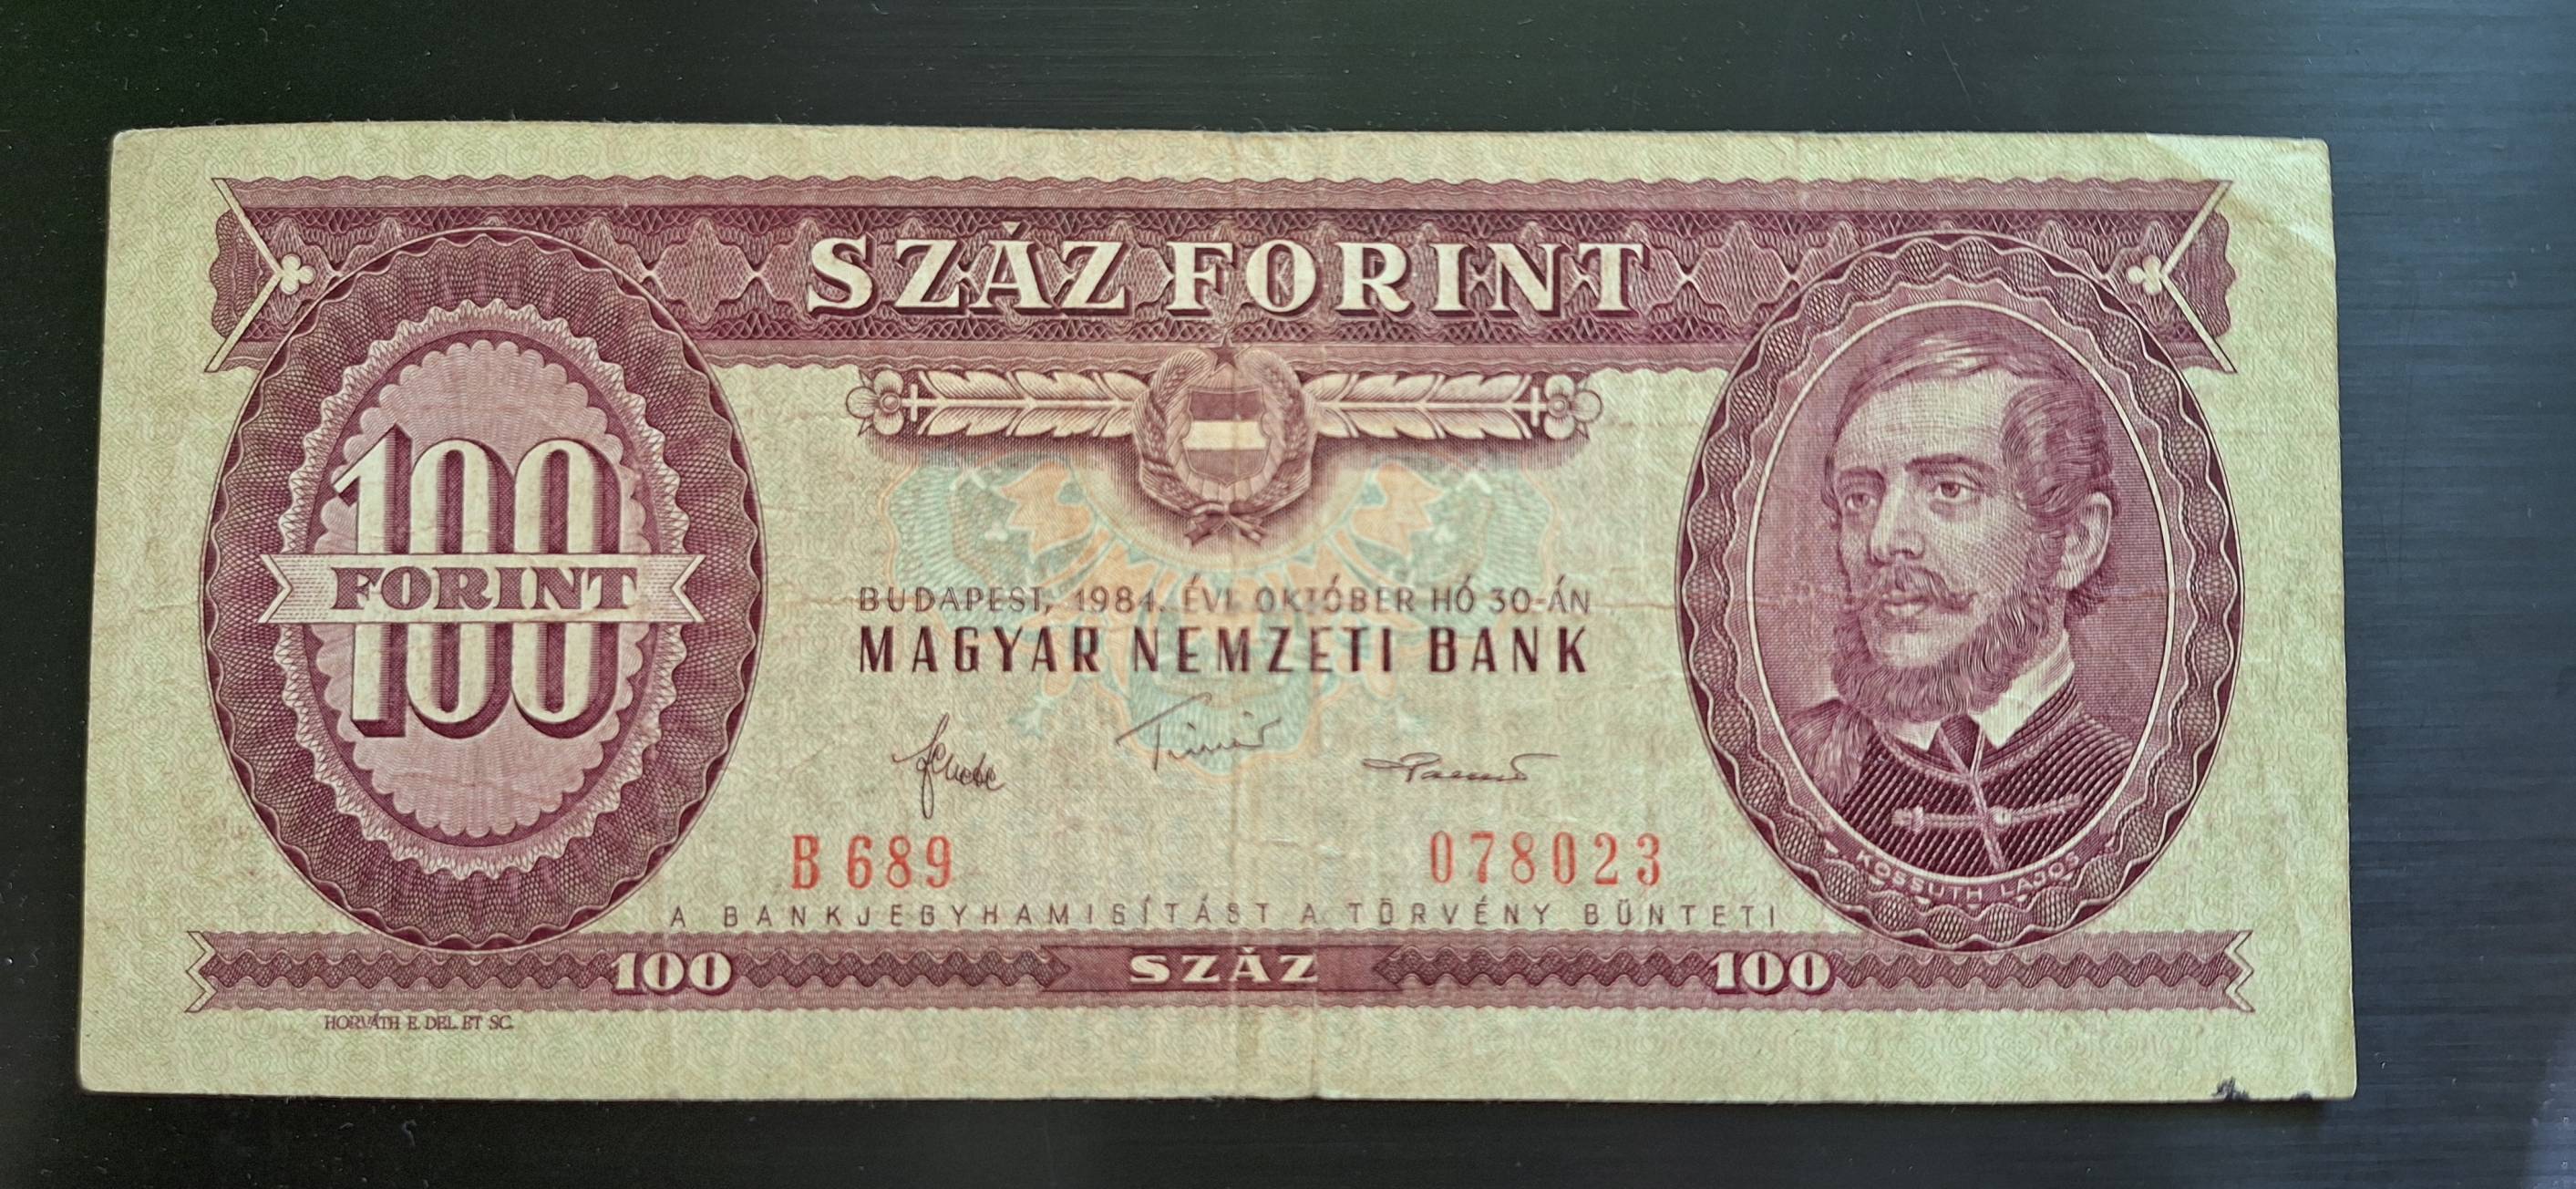 SZÁZ FORINT
100
FORINT
BUDAPEST, 1984. ÉVI OKTÓBER HÓ 30-ÁN
MAGYAR NEMZETI BANK
B 689 078023
KOSSUTH LAJOS
A BANKJEGYHAMISÍTÁST A TÖRVÉNY BÜNTETI
100 SZÁZ 100
HORVÁTH E. DEL. ET SC.